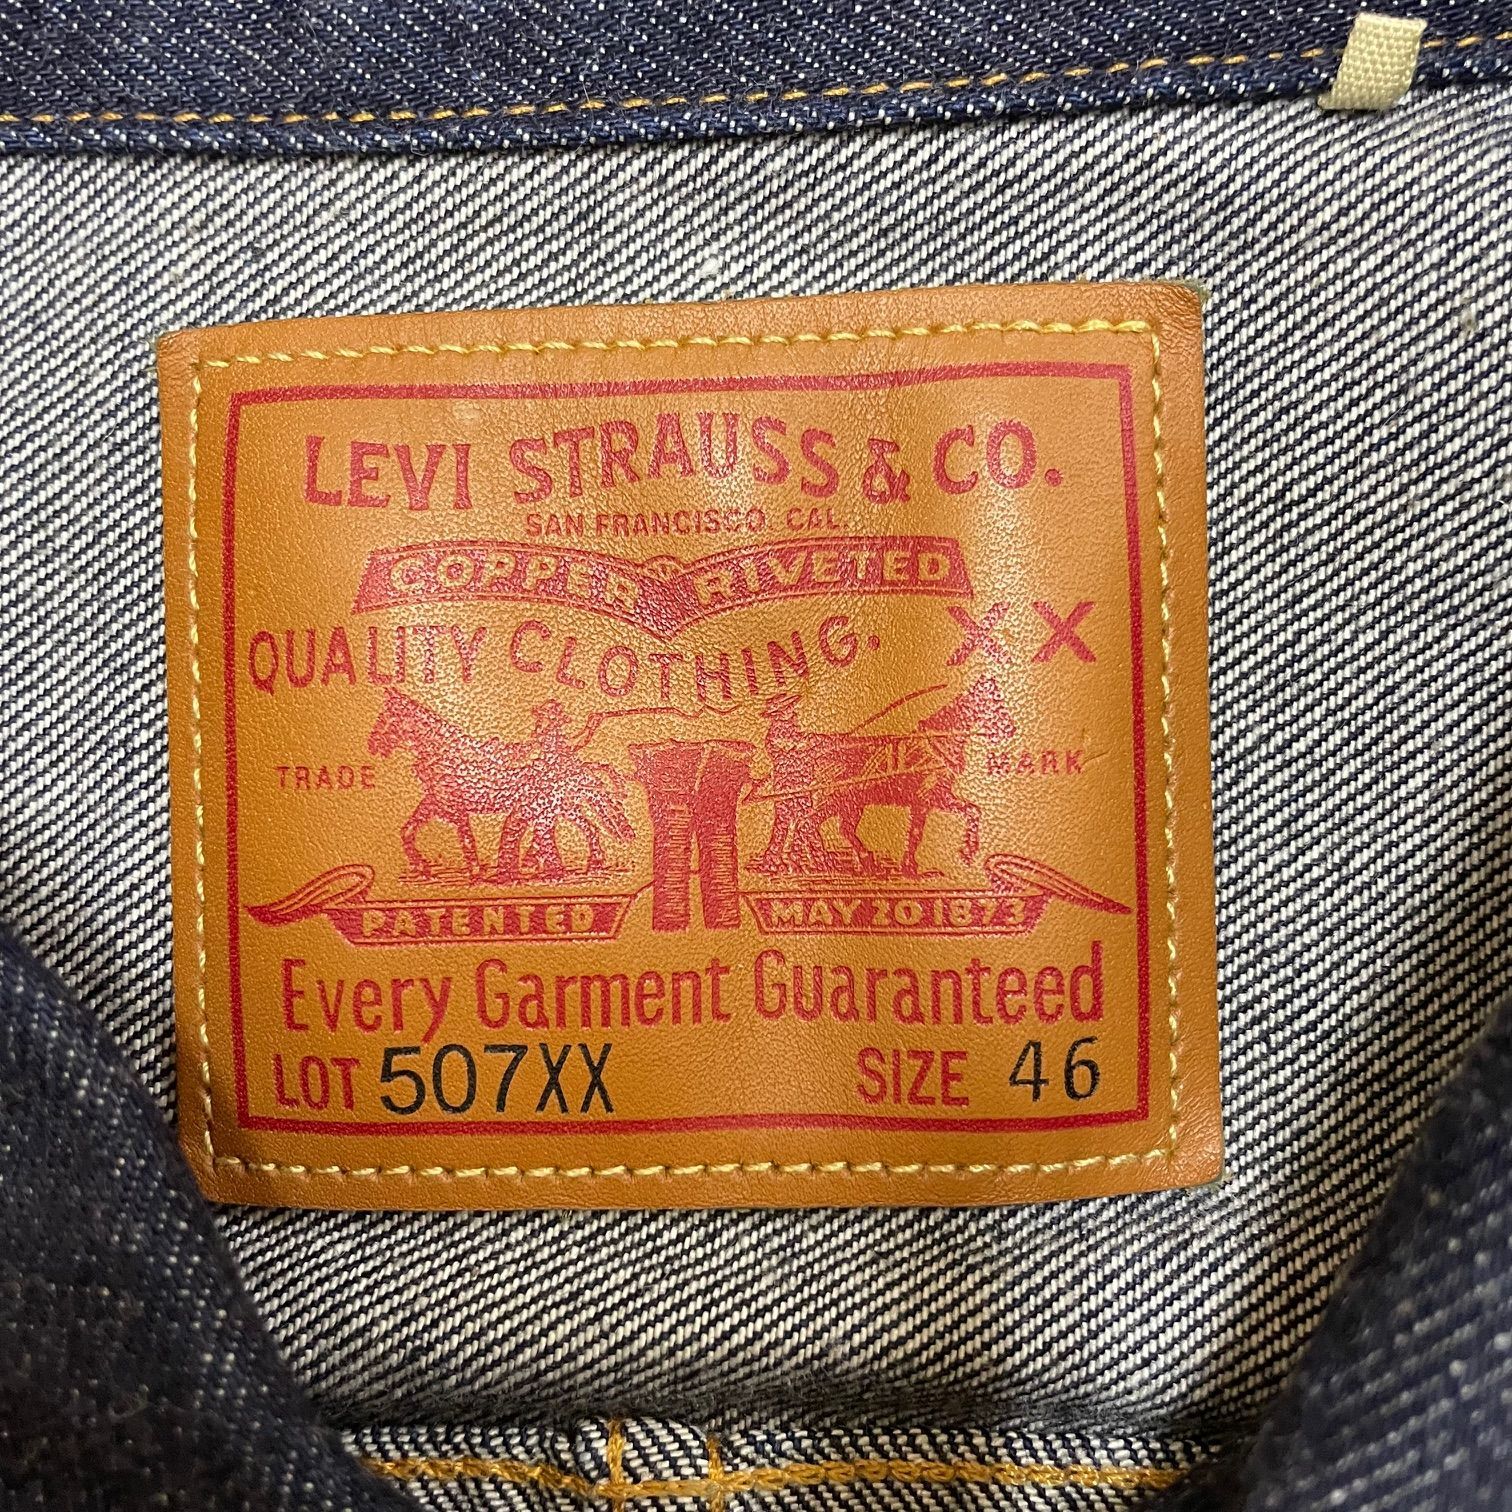 LEVI STRAUSS & CO.
SAN FRANCISCO. CAL.
COPPER RIVETED
QUALITY CLOTHING. XX
TRADE MARK
PATENTED MAY 20 1873
Every Garment Guaranteed
LOT 507XX SIZE 46